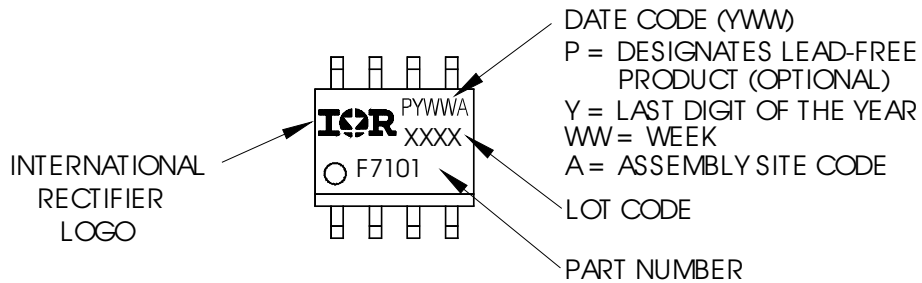 DATE CODE (YWW)
P = DESIGNATES LEAD-FREE
PRODUCT (OPTIONAL)
Y = LAST DIGIT OF THE YEAR
WW = WEEK
A = ASSEMBLY SITE CODE
LOT CODE
PART NUMBER
INTERNATIONAL
RECTIFIER
LOGO
IOR
PYWWA
XXXX
F7101